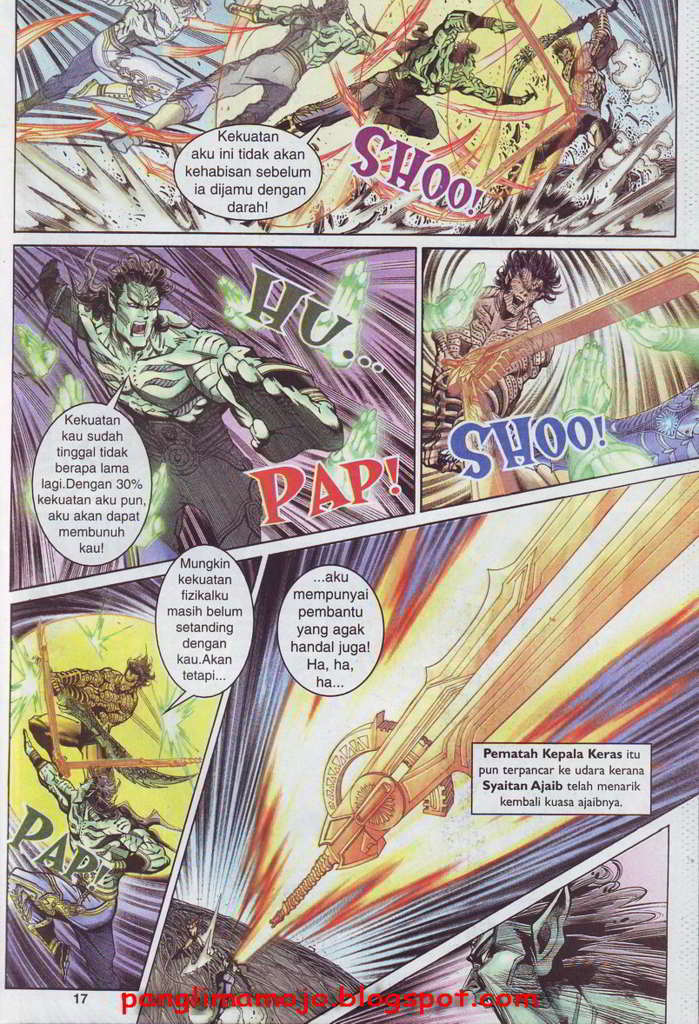 Kekuatan
aku ini tidak akan
kehabisan sebelum
ia dijamu dengan
darah!
SHOO!
HU...
Kekuatan
kau sudah
tinggal tidak
berapa lama
lagi.Dengan 30%
kekuatan aku pun,
aku akan dapat
membunuh
kau!
PAP!
SHOO!
Mungkin
kekuatan
fizikalku
masih belum
setanding
dengan
kau.Akan
tetapi...
PAP!!
...aku
mempunyai
pembantu
yang agak
handal juga!
Ha, ha,
ha...
Pematah Kepala Keras itu
pun terpancar ke udara kerana
Syaitan Ajaib telah menarik
kembali kuasa ajaibnya.
17
panglimamaja.blogspot.com